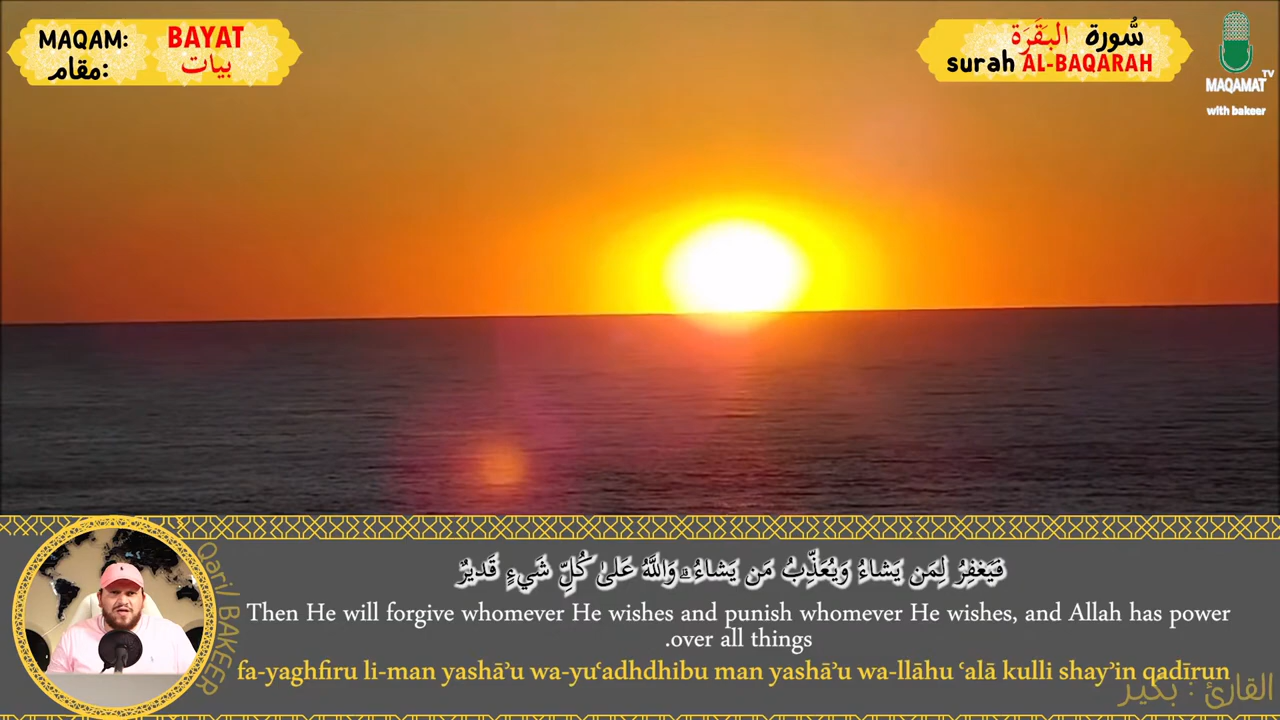 MAQAM: BAYAT
مقام: بيات
سُّورة البَقَرَة
surah AL-BAQARAH
MAQAMAT TV
with bakeer
فَيَغْفِرُ لِمَن يَشَاءُ وَيُعَذِّبُ مَن يَشَاءُ ۗ وَاللَّهُ عَلَىٰ كُلِّ شَيْءٍ قَدِيرٌ
Then He will forgive whomever He wishes and punish whomever He wishes, and Allah has power
.over all things
fa-yaghfiru li-man yashāʾu wa-yuʿadhdhibu man yashāʾu wa-llāhu ʿalā kulli shayʾin qadīrun
Qari/ BAKEER
القارئ : بكير